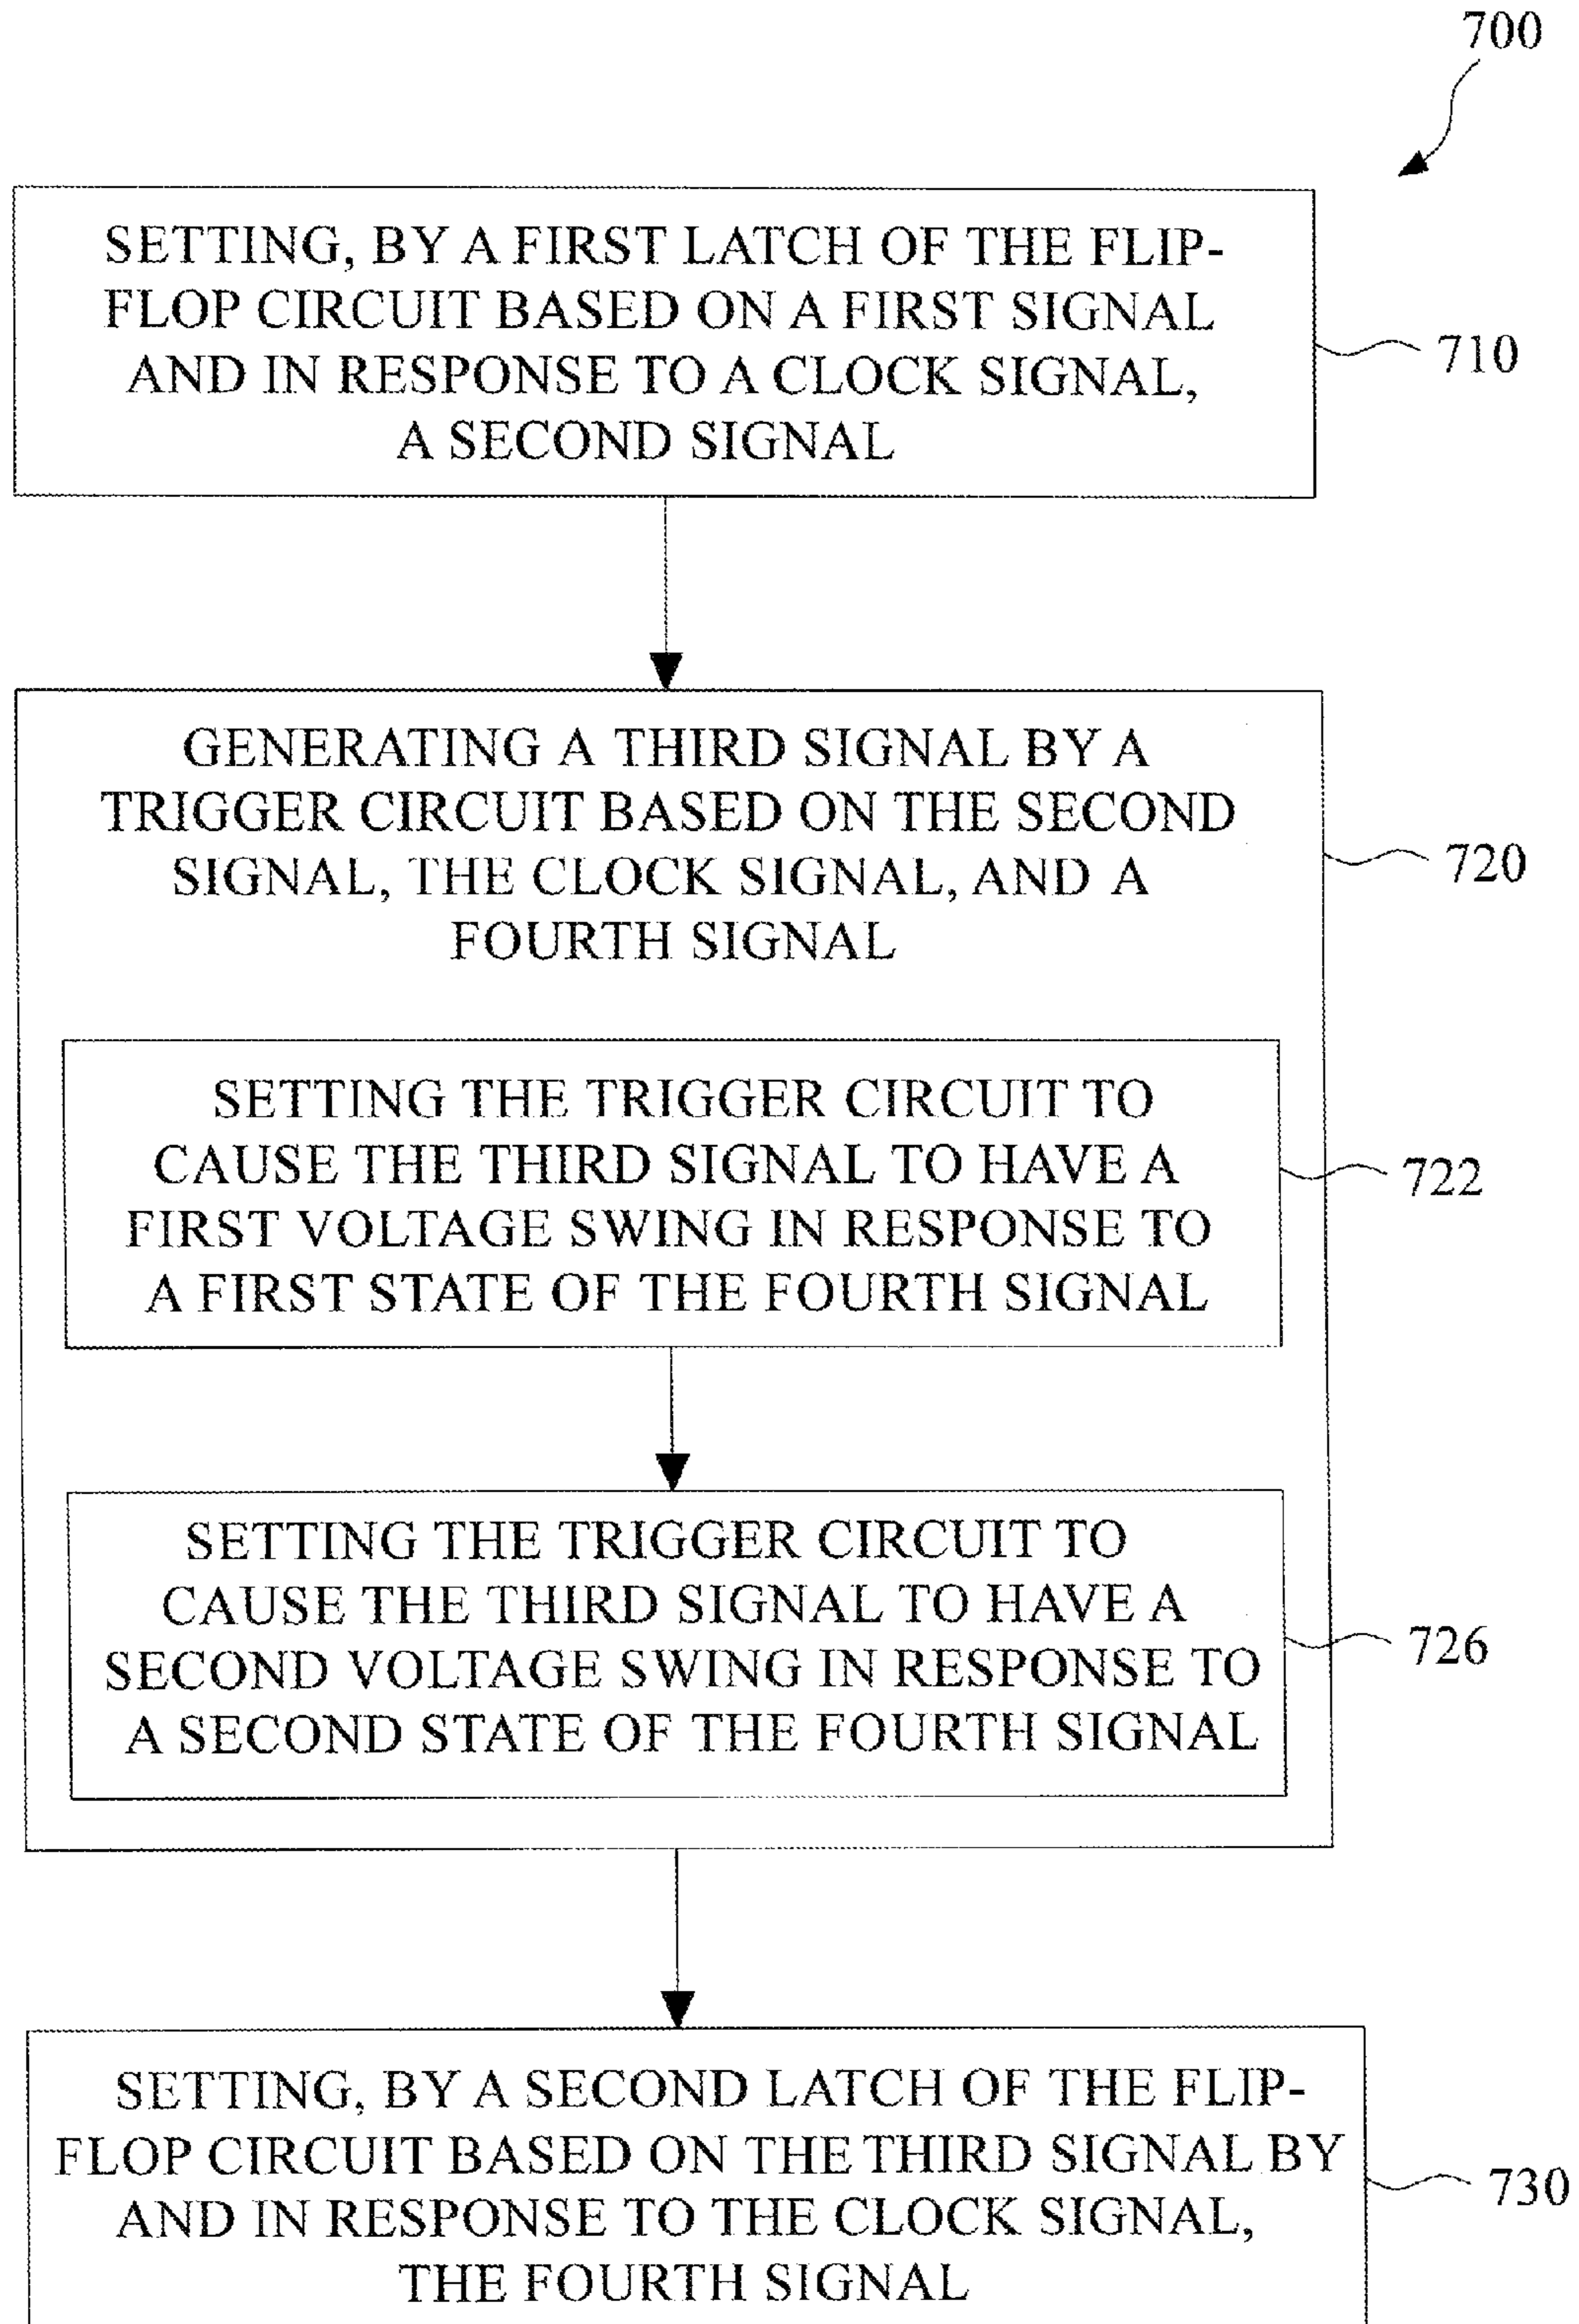 700
SETTING, BY A FIRST LATCH OF THE FLIP-
FLOP CIRCUIT BASED ON A FIRST SIGNAL
AND IN RESPONSE TO A CLOCK SIGNAL,
A SECOND SIGNAL
710
GENERATING A THIRD SIGNAL BY A
TRIGGER CIRCUIT BASED ON THE SECOND
SIGNAL, THE CLOCK SIGNAL, AND A
FOURTH SIGNAL
720
SETTING THE TRIGGER CIRCUIT TO
CAUSE THE THIRD SIGNAL TO HAVE A
FIRST VOLTAGE SWING IN RESPONSE TO
A FIRST STATE OF THE FOURTH SIGNAL
722
SETTING THE TRIGGER CIRCUIT TO
CAUSE THE THIRD SIGNAL TO HAVE A
SECOND VOLTAGE SWING IN RESPONSE TO
A SECOND STATE OF THE FOURTH SIGNAL
726
SETTING, BY A SECOND LATCH OF THE FLIP-
FLOP CIRCUIT BASED ON THE THIRD SIGNAL BY
AND IN RESPONSE TO THE CLOCK SIGNAL,
THE FOURTH SIGNAL
730